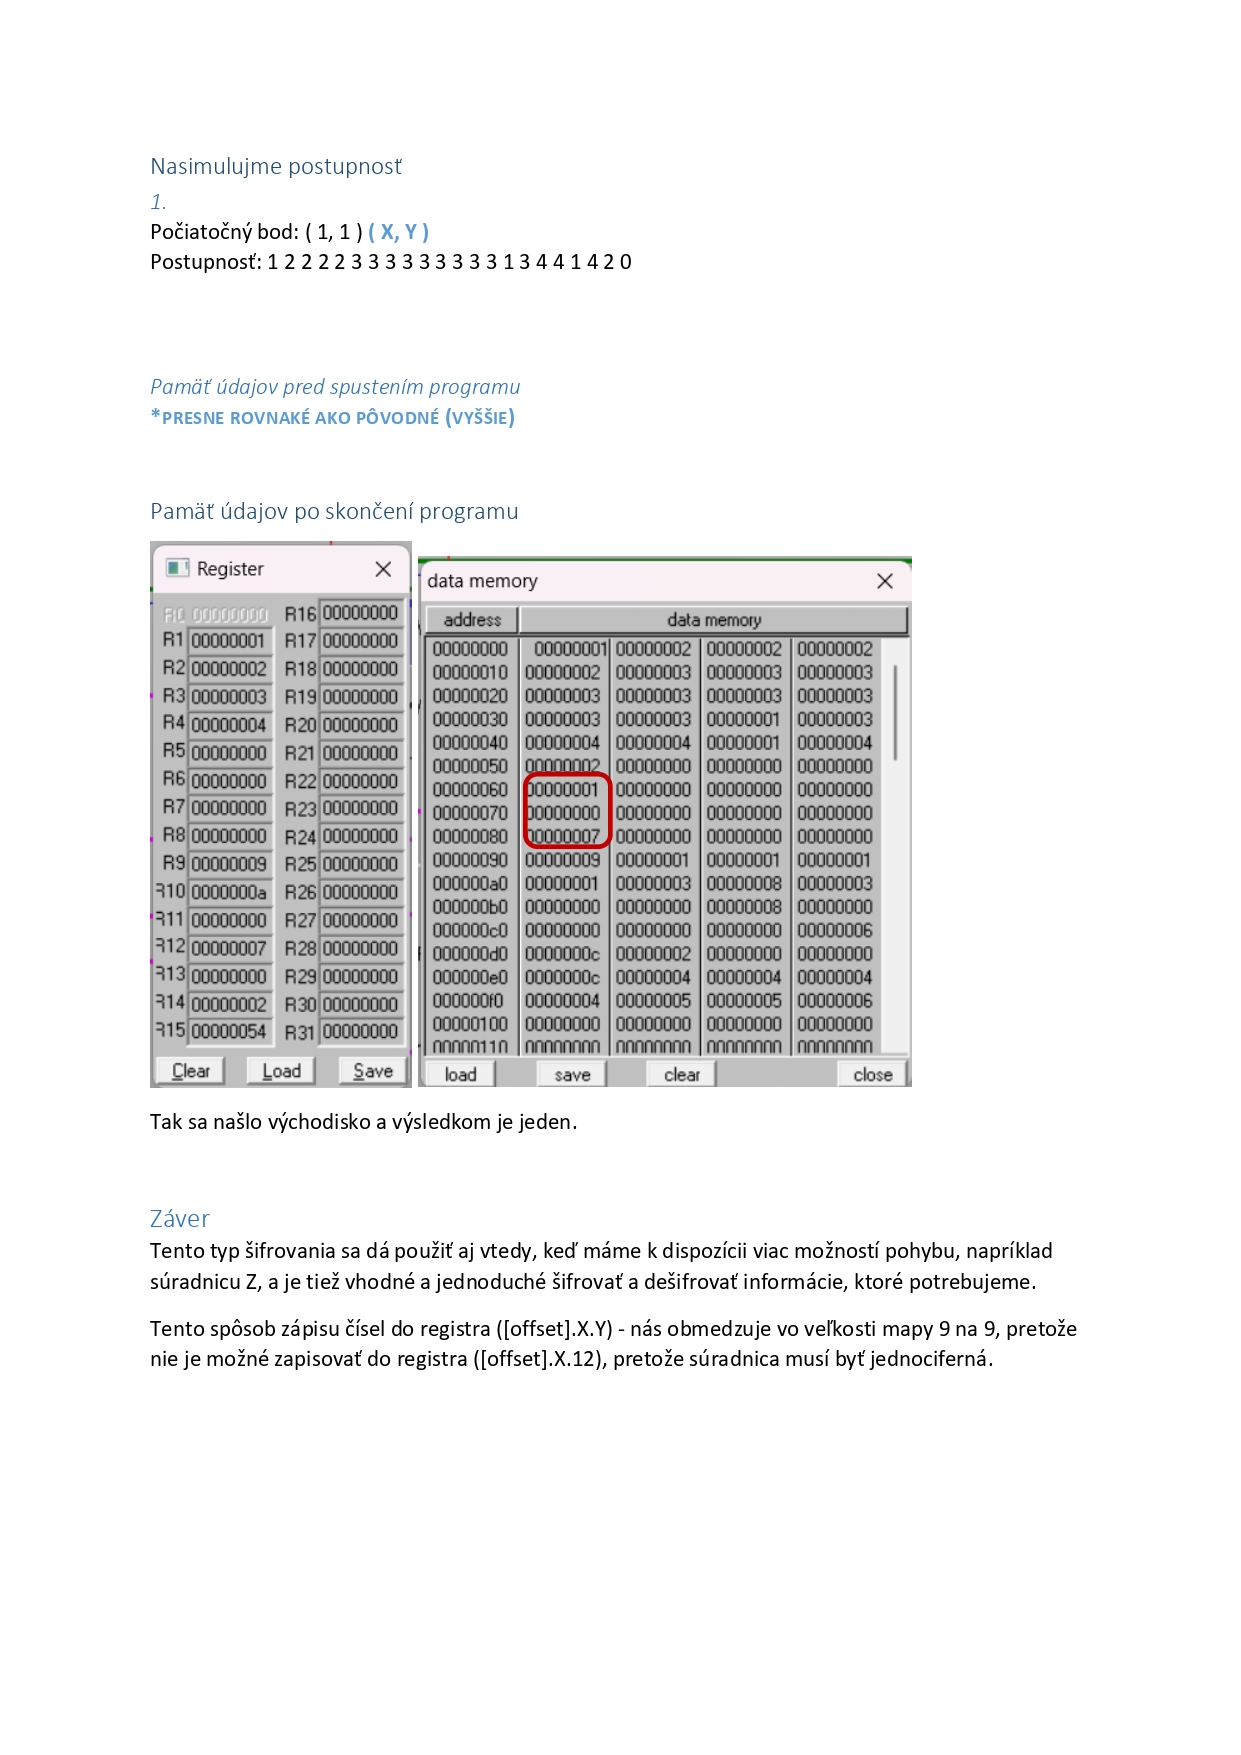 Nasimulujme postupnosť
1.
Počiatočný bod: ( 1, 1 ) ( X, Y )
Postupnosť: 1 2 2 2 2 3 3 3 3 3 3 3 3 3 1 3 4 4 1 4 2 0
Pamäť údajov pred spustením programu
*PRESNE ROVNAKÉ AKO PÔVODNÉ (VYŠŠIE)
Pamäť údajov po skončení programu
Register
R0 00000000 R16 00000000
R1 00000001 R17 00000000
R2 00000002 R18 00000000
R3 00000003 R19 00000000
R4 00000004 R20 00000000
R5 00000000 R21 00000000
R6 00000000 R22 00000000
R7 00000000 R23 00000000
R8 00000000 R24 00000000
R9 00000009 R25 00000000
R10 0000000a R26 00000000
R11 00000000 R27 00000000
R12 00000007 R28 00000000
R13 00000000 R29 00000000
R14 00000002 R30 00000000
R15 00000054 R31 00000000
Clear Load Save
data memory
address data memory
00000000 00000001 00000002 00000002 00000002
00000010 00000002 00000003 00000003 00000003
00000020 00000003 00000003 00000003 00000003
00000030 00000003 00000003 00000001 00000003
00000040 00000004 00000004 00000001 00000004
00000050 00000002 00000000 00000000 00000000
00000060 00000001 00000000 00000000 00000000
00000070 00000000 00000000 00000000 00000000
00000080 00000007 00000000 00000000 00000000
00000090 00000009 00000001 00000001 00000001
000000a0 00000001 00000003 00000008 00000003
000000b0 00000000 00000000 00000008 00000000
000000c0 00000000 00000000 00000000 00000006
000000d0 0000000c 00000002 00000000 00000000
000000e0 0000000c 00000004 00000004 00000004
000000f0 00000004 00000005 00000005 00000006
00000100 00000000 00000000 00000000 00000000
00000110 00000000 00000000 00000000 00000000
load save clear close
Tak sa našlo východisko a výsledkom je jeden.
Záver
Tento typ šifrovania sa dá použiť aj vtedy, keď máme k dispozícii viac možností pohybu, napríklad
súradnicu Z, a je tiež vhodné a jednoduché šifrovať a dešifrovať informácie, ktoré potrebujeme.
Tento spôsob zápisu čísel do registra ([offset].X.Y) - nás obmedzuje vo veľkosti mapy 9 na 9, pretože
nie je možné zapisovať do registra ([offset].X.12), pretože súradnica musí byť jednociferná.